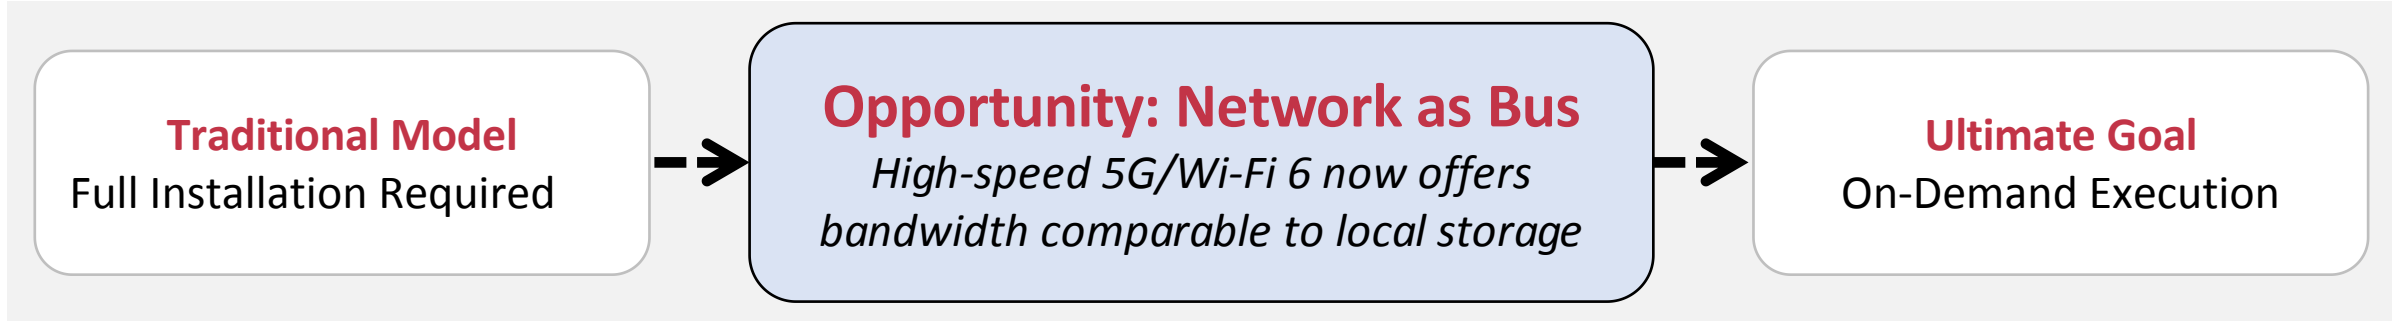 Traditional Model
Full Installation Required
Opportunity: Network as Bus
High-speed 5G/Wi-Fi 6 now offers
bandwidth comparable to local storage
Ultimate Goal
On-Demand Execution